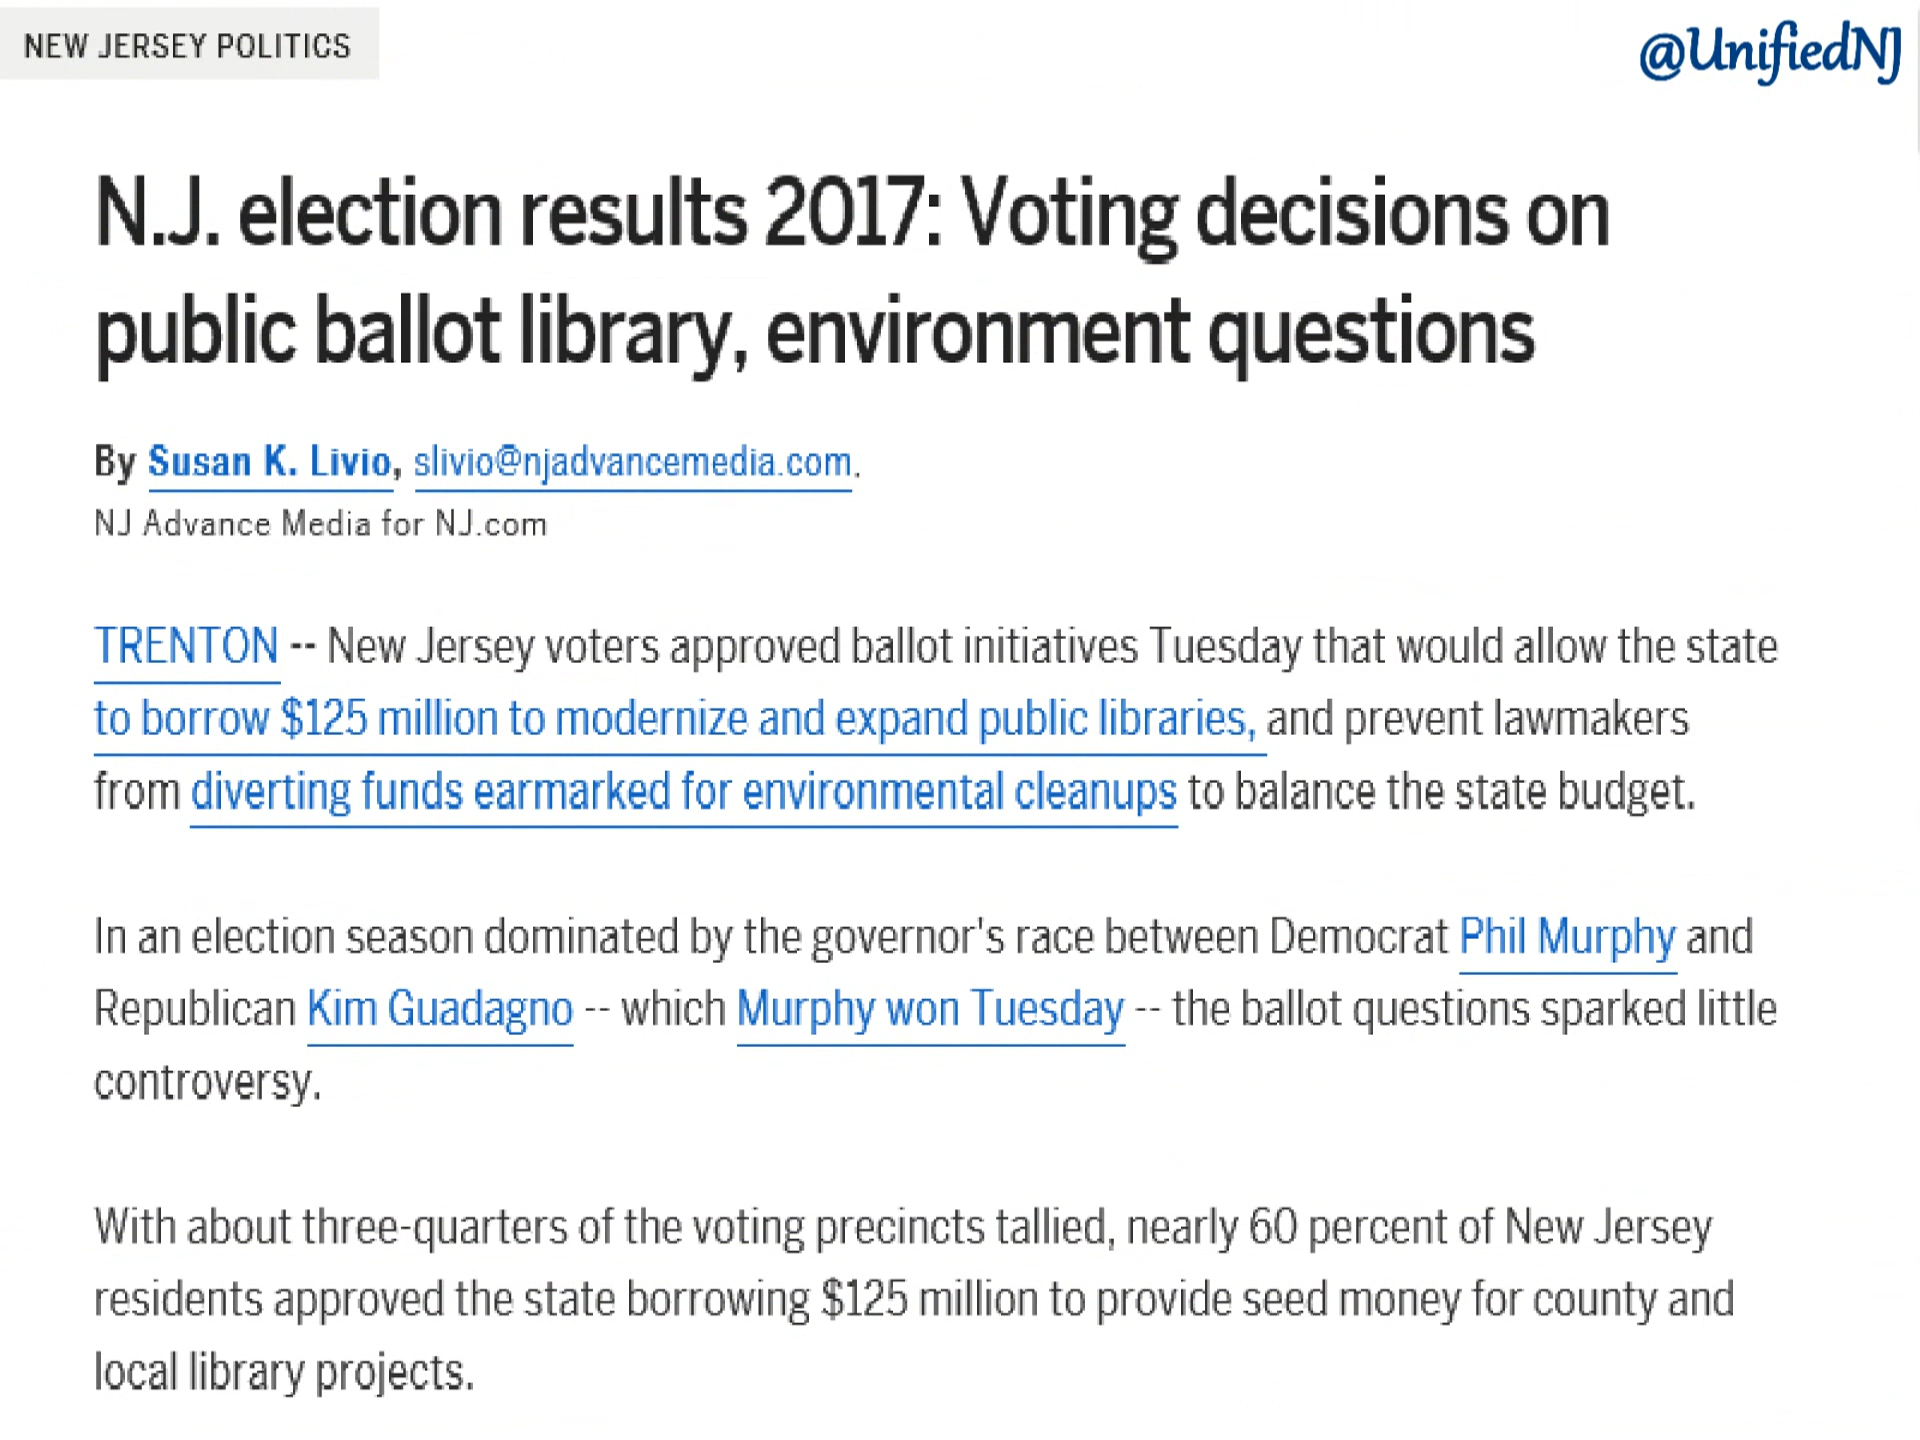 NEW JERSEY POLITICS
@UnifiedNJ
N.J. election results 2017: Voting decisions on
public ballot library, environment questions
By Susan K. Livio, slivio@njadvancemedia.com.
NJ Advance Media for NJ.com
TRENTON -- New Jersey voters approved ballot initiatives Tuesday that would allow the state
to borrow $125 million to modernize and expand public libraries, and prevent lawmakers
from diverting funds earmarked for environmental cleanups to balance the state budget.
In an election season dominated by the governor's race between Democrat Phil Murphy and
Republican Kim Guadagno -- which Murphy won Tuesday -- the ballot questions sparked little
controversy.
With about three-quarters of the voting precincts tallied, nearly 60 percent of New Jersey
residents approved the state borrowing $125 million to provide seed money for county and
local library projects.